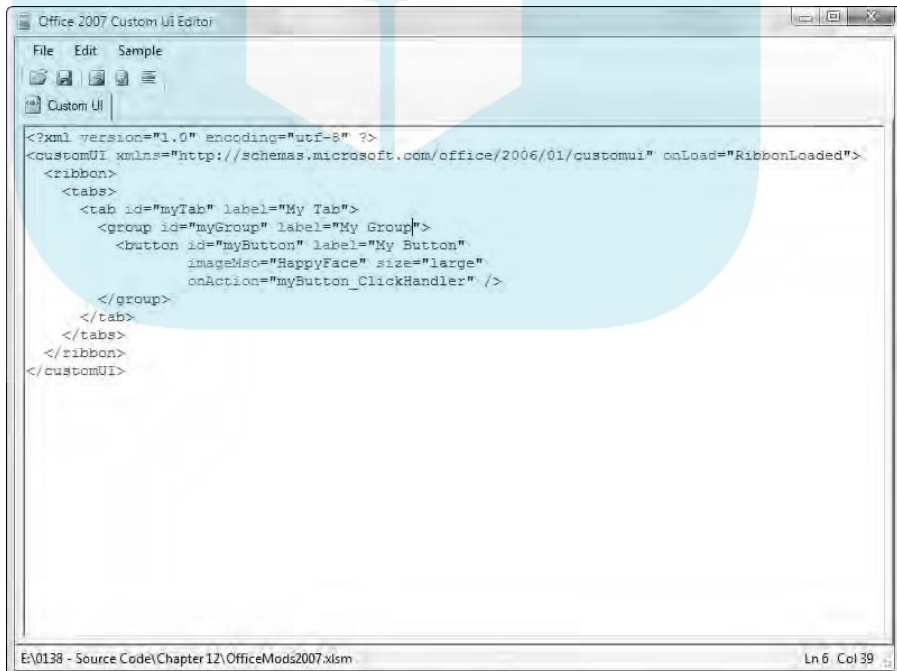 Office 2007 Custom UI Editor
File Edit Sample
Custom UI
<?xml version="1.0" encoding="utf-8" ?>
<customUI xmlns="http://schemas.microsoft.com/office/2006/01/customui" onLoad="RibbonLoaded">
  <ribbon>
    <tabs>
      <tab id="myTab" label="My Tab">
        <group id="myGroup" label="My Group">
          <button id="myButton" label="My Button"
                  imageMso="HappyFace" size="large"
                  onAction="myButton_ClickHandler" />
        </group>
      </tab>
    </tabs>
  </ribbon>
</customUI>
E:\0138 - Source Code\Chapter 12\OfficeMods2007.xlsm Ln 6 Col 39